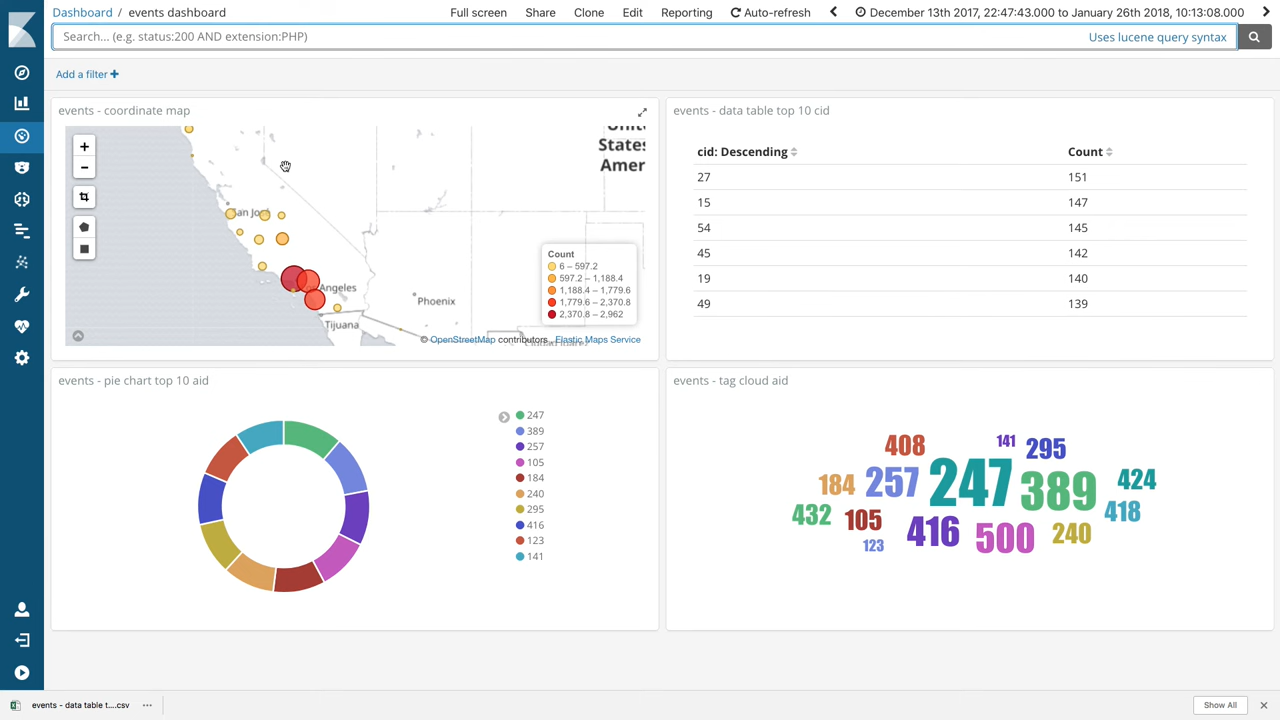 Dashboard / events dashboard
Full screen Share Clone Edit Reporting Auto-refresh December 13th 2017, 22:47:43.000 to January 26th 2018, 10:13:08.000
Search... (e.g. status:200 AND extension:PHP)
Uses lucene query syntax
Add a filter +
events - coordinate map
+
−
United
States
Amer
an José
Angeles
Phoenix
Tijuana
Count
6 – 597.2
597.2 – 1,188.4
1,188.4 – 1,779.6
1,779.6 – 2,370.8
2,370.8 – 2,962
© OpenStreetMap contributors , Elastic Maps Service
events - data table top 10 cid
cid: Descending Count
27 151
15 147
54 145
45 142
19 140
49 139
events - pie chart top 10 aid
247
389
257
105
184
240
295
416
123
141
events - tag cloud aid
408 141 295
184 257 247 389 424
432 105 416 500 240 418
123
events - data table t....csv
Show All